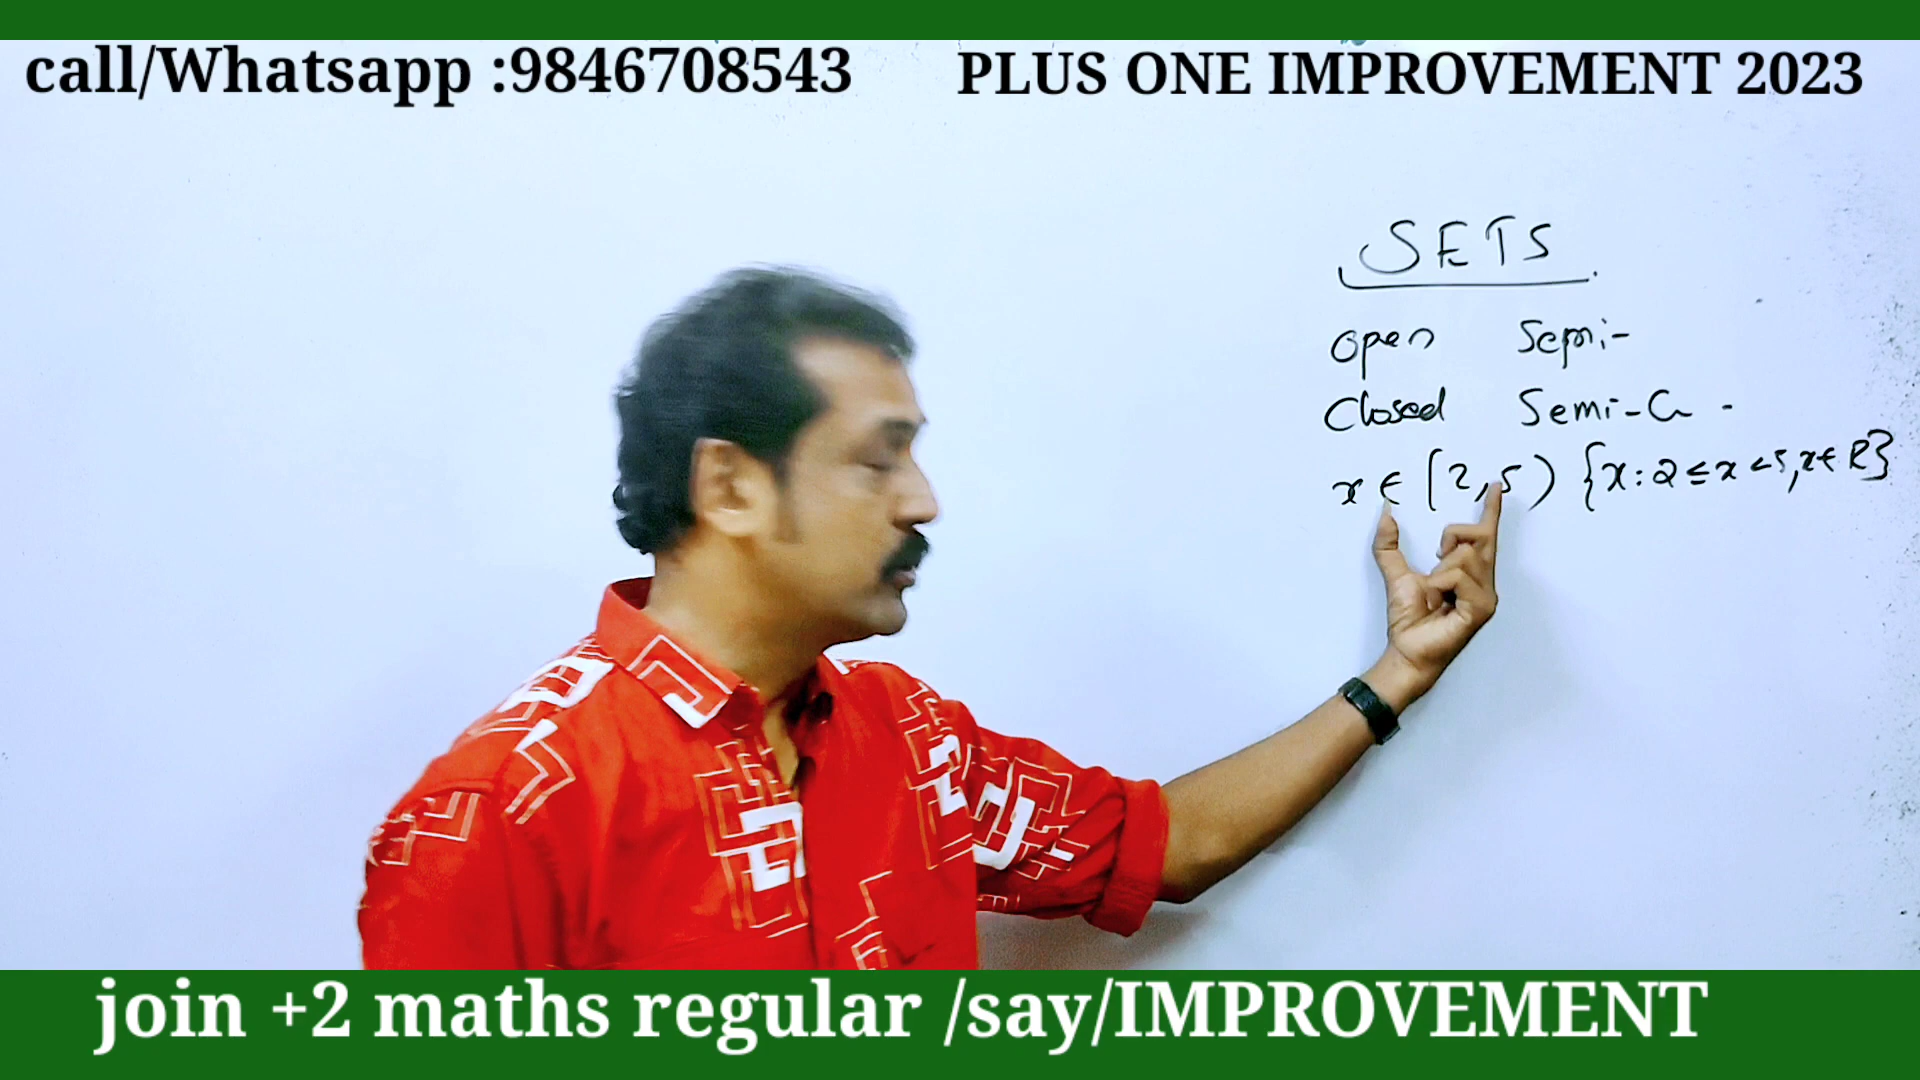 call/Whatsapp :9846708543 PLUS ONE IMPROVEMENT 2023
SETS
Open Semi-
Closed Semi-C -
x ∈ [2,5) {x: 2 ≤ x < 5, x ∈ R}
join +2 maths regular /say/IMPROVEMENT